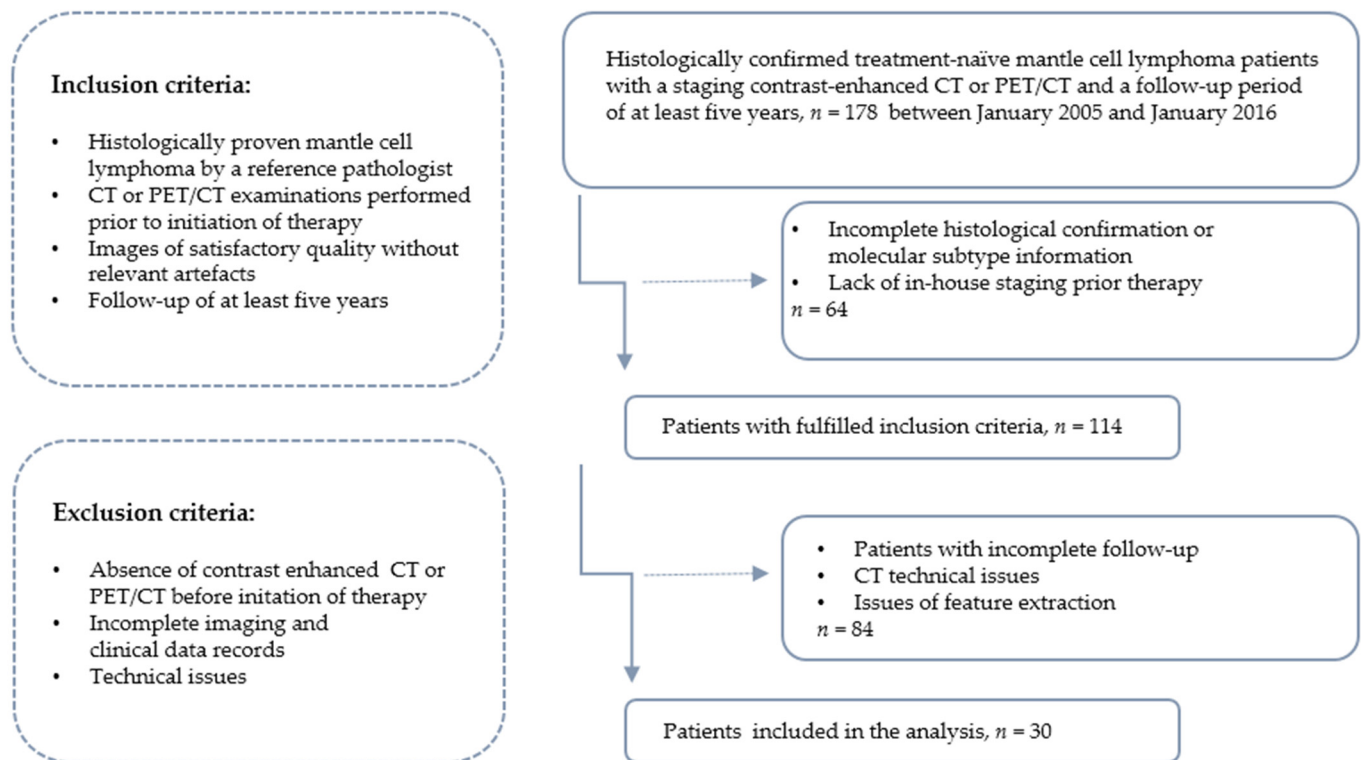 Inclusion criteria:
• Histologically proven mantle cell
lymphoma by a reference pathologist
• CT or PET/CT examinations performed
prior to initiation of therapy
• Images of satisfactory quality without
relevant artefacts
• Follow-up of at least five years
Exclusion criteria:
• Absence of contrast enhanced CT or
PET/CT before initation of therapy
• Incomplete imaging and
clinical data records
• Technical issues
Histologically confirmed treatment-naïve mantle cell lymphoma patients
with a staging contrast-enhanced CT or PET/CT and a follow-up period
of at least five years, n = 178 between January 2005 and January 2016
• Incomplete histological confirmation or
molecular subtype information
• Lack of in-house staging prior therapy
n = 64
Patients with fulfilled inclusion criteria, n = 114
• Patients with incomplete follow-up
• CT technical issues
• Issues of feature extraction
n = 84
Patients included in the analysis, n = 30